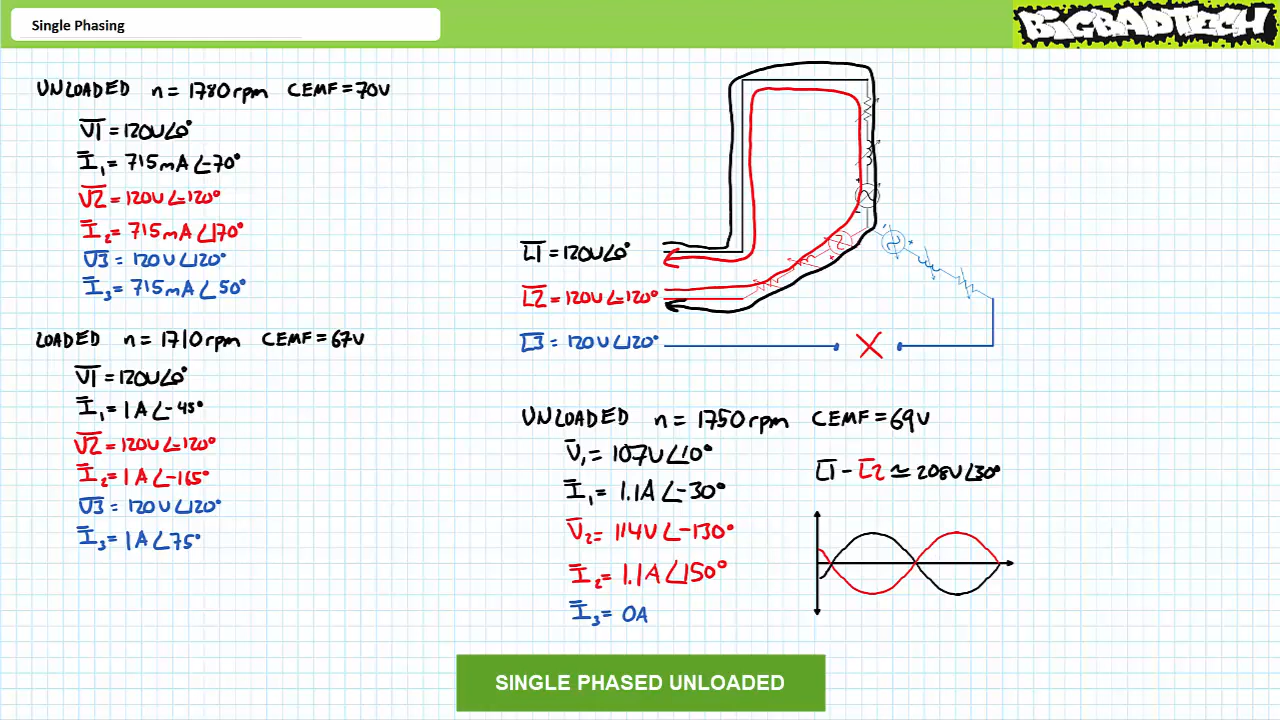 Single Phasing
BIGBADTECH
UNLOADED n = 1780 rpm CEMF = 70V
V1 = 120V∠0°
I1 = 715mA∠-70°
V2 = 120V∠-120°
I2 = 715mA∠170°
V3 = 120V∠120°
I3 = 715mA∠50°
LOADED n = 1710 rpm CEMF = 67V
V1 = 120V∠0°
I1 = 1A∠-45°
V2 = 120V∠-120°
I2 = 1A∠-165°
V3 = 120V∠120°
I3 = 1A∠75°
L1 = 120V∠0°
L2 = 120V∠-120°
L3 = 120V∠120°
UNLOADED n = 1750 rpm CEMF = 69V
V1 = 107V∠10°
I1 = 1.1A∠-30°
V2 = 114V∠-130°
I2 = 1.1A∠150°
I3 = 0A
L1 - L2 ≃ 208V∠30°
SINGLE PHASED UNLOADED